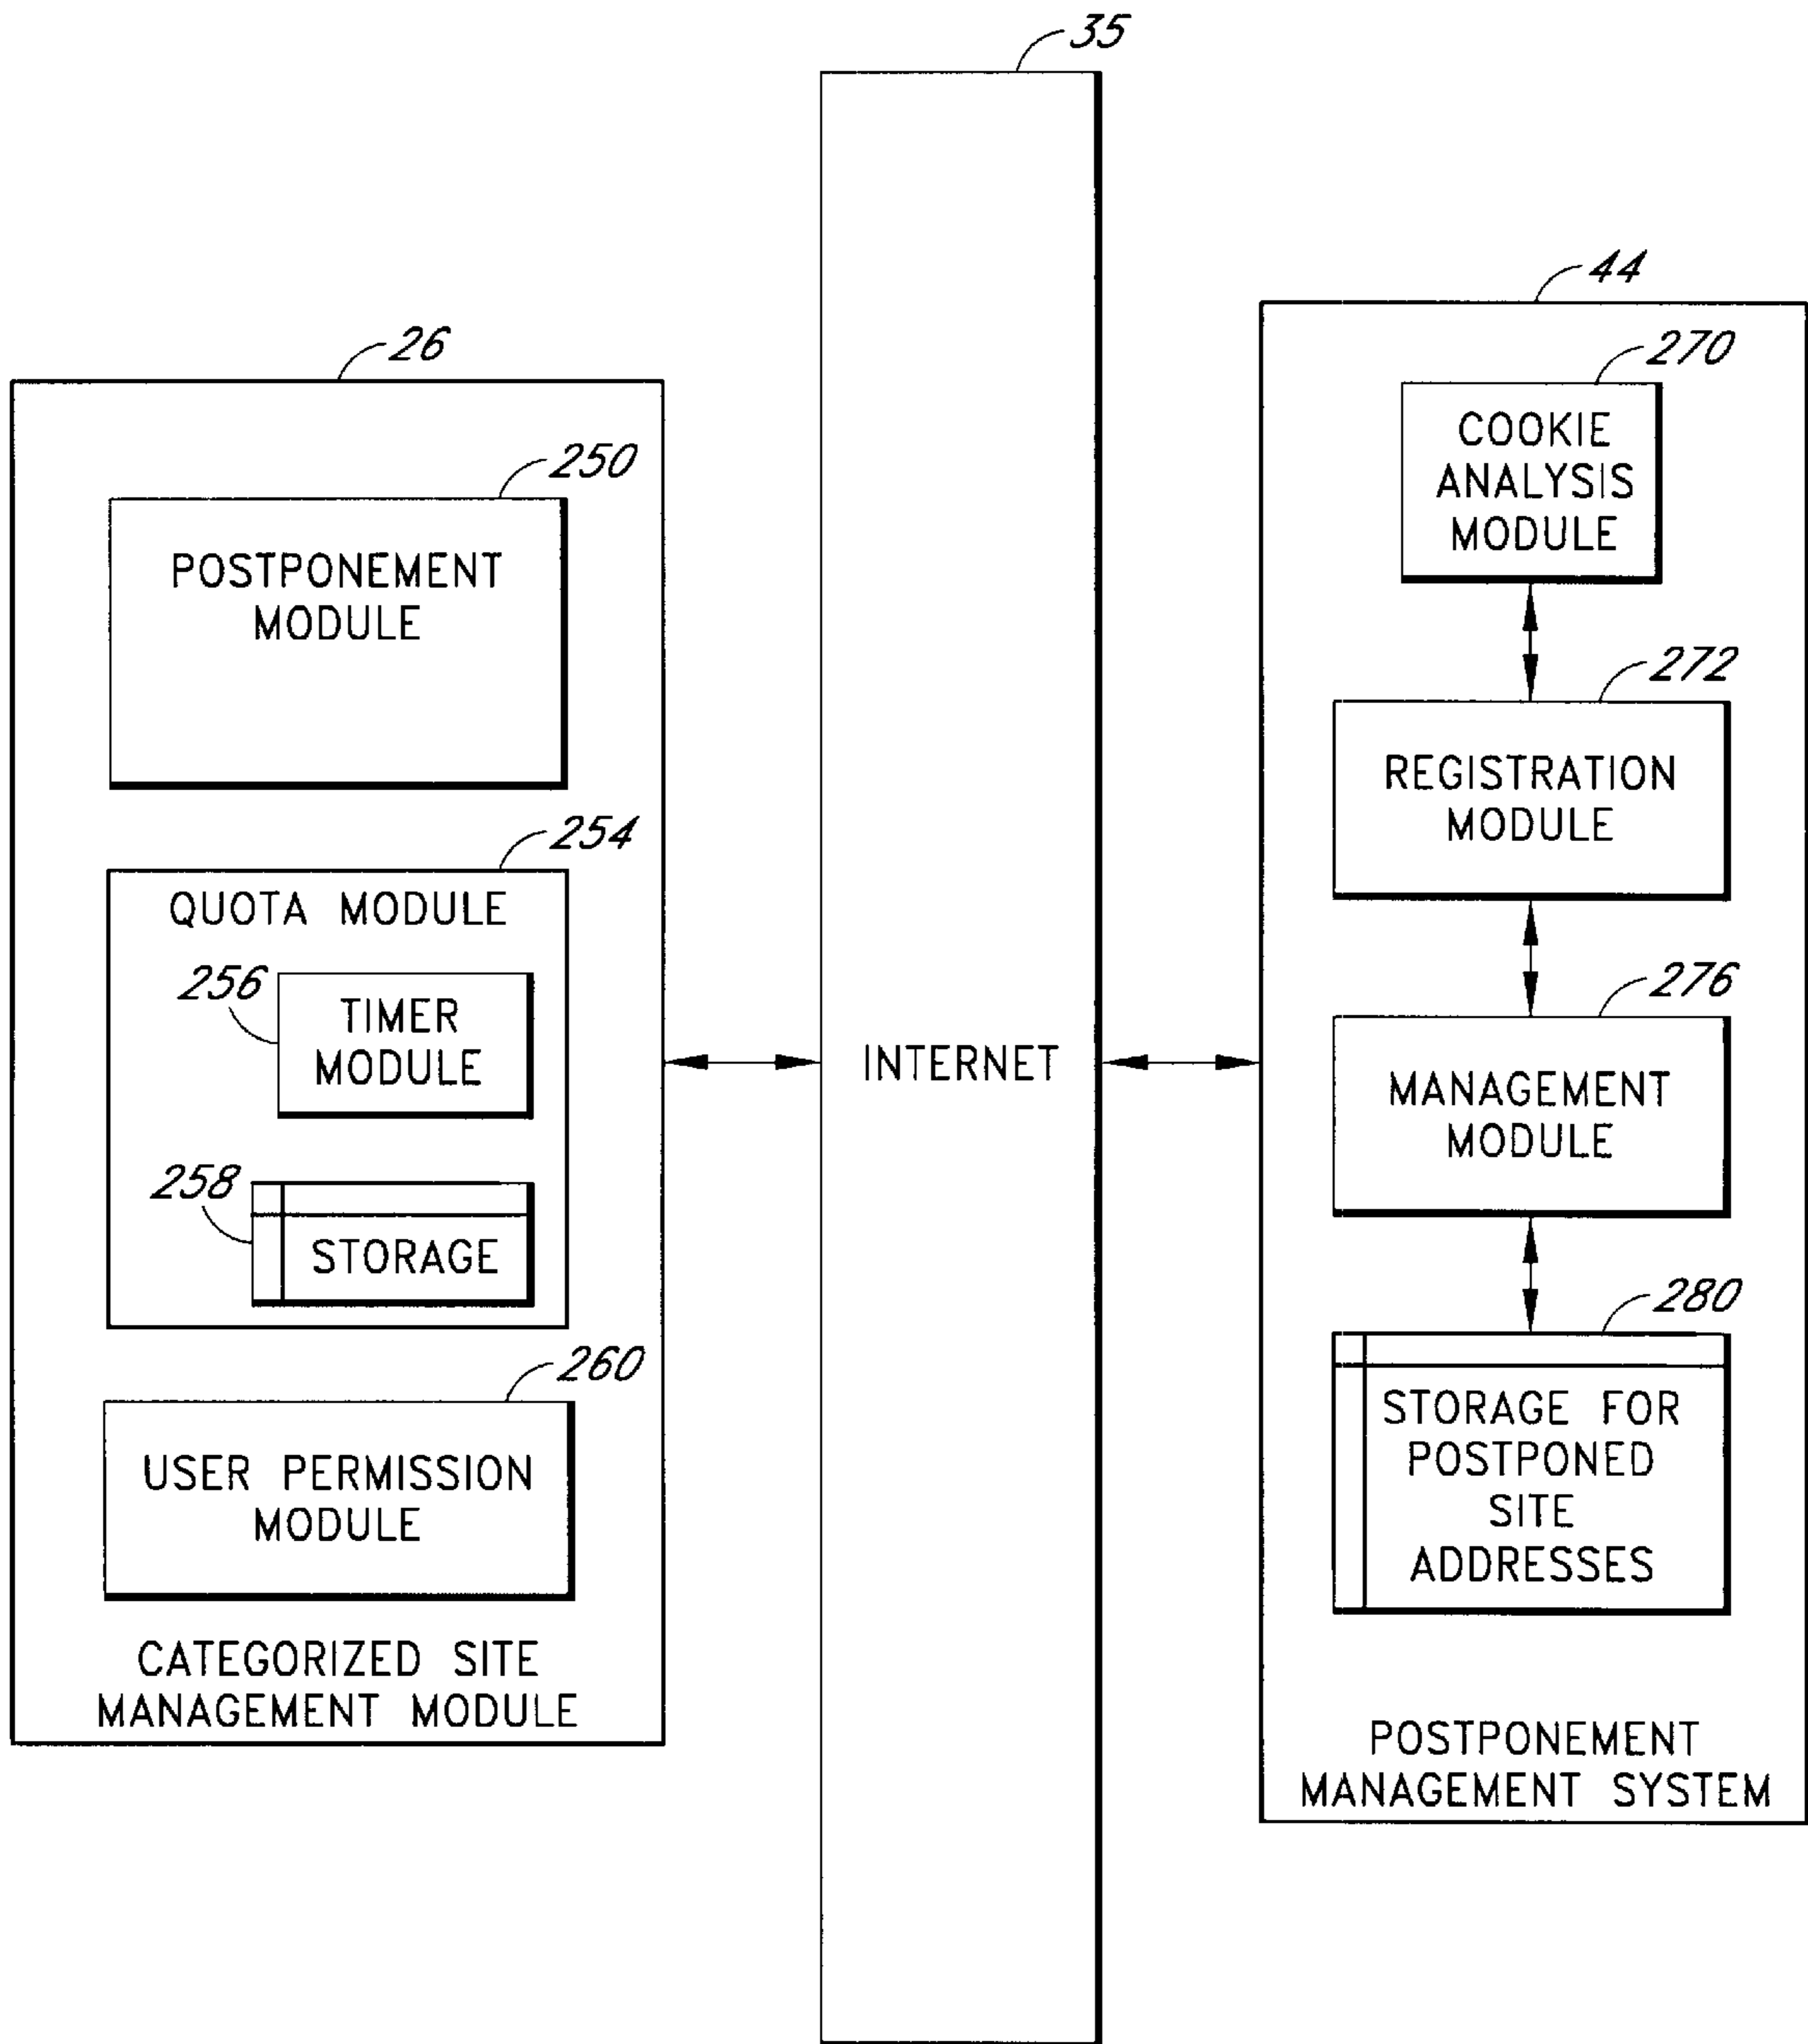 35
44
26
270
COOKIE
ANALYSIS
MODULE
250
POSTPONEMENT
MODULE
272
REGISTRATION
MODULE
254
QUOTA MODULE
256
TIMER
MODULE
276
MANAGEMENT
MODULE
INTERNET
258
STORAGE
280
STORAGE FOR
POSTPONED
SITE
ADDRESSES
260
USER PERMISSION
MODULE
CATEGORIZED SITE
MANAGEMENT MODULE
POSTPONEMENT
MANAGEMENT SYSTEM